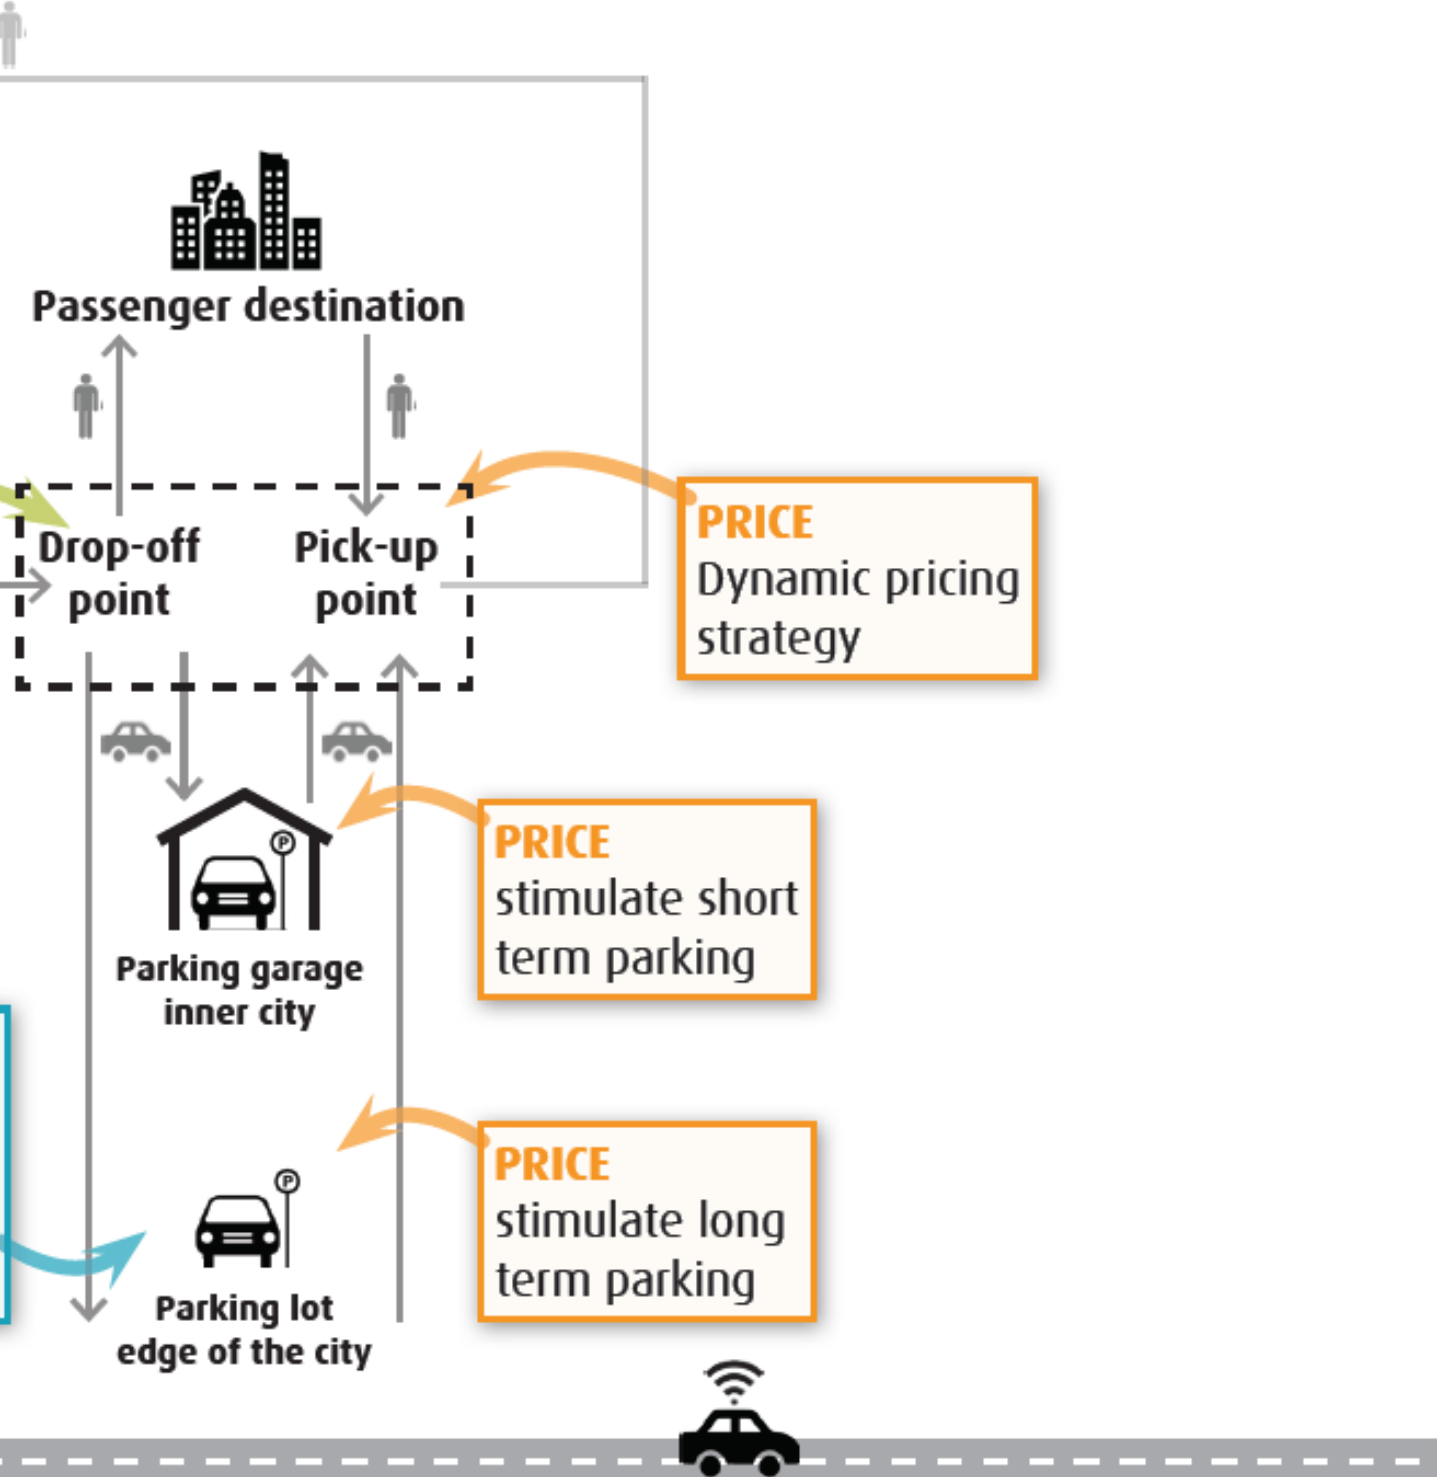 Passenger destination
Drop-off
point
Pick-up
point
PRICE
Dynamic pricing
strategy
P
PRICE
stimulate short
term parking
Parking garage
inner city
P
PRICE
stimulate long
term parking
Parking lot
edge of the city